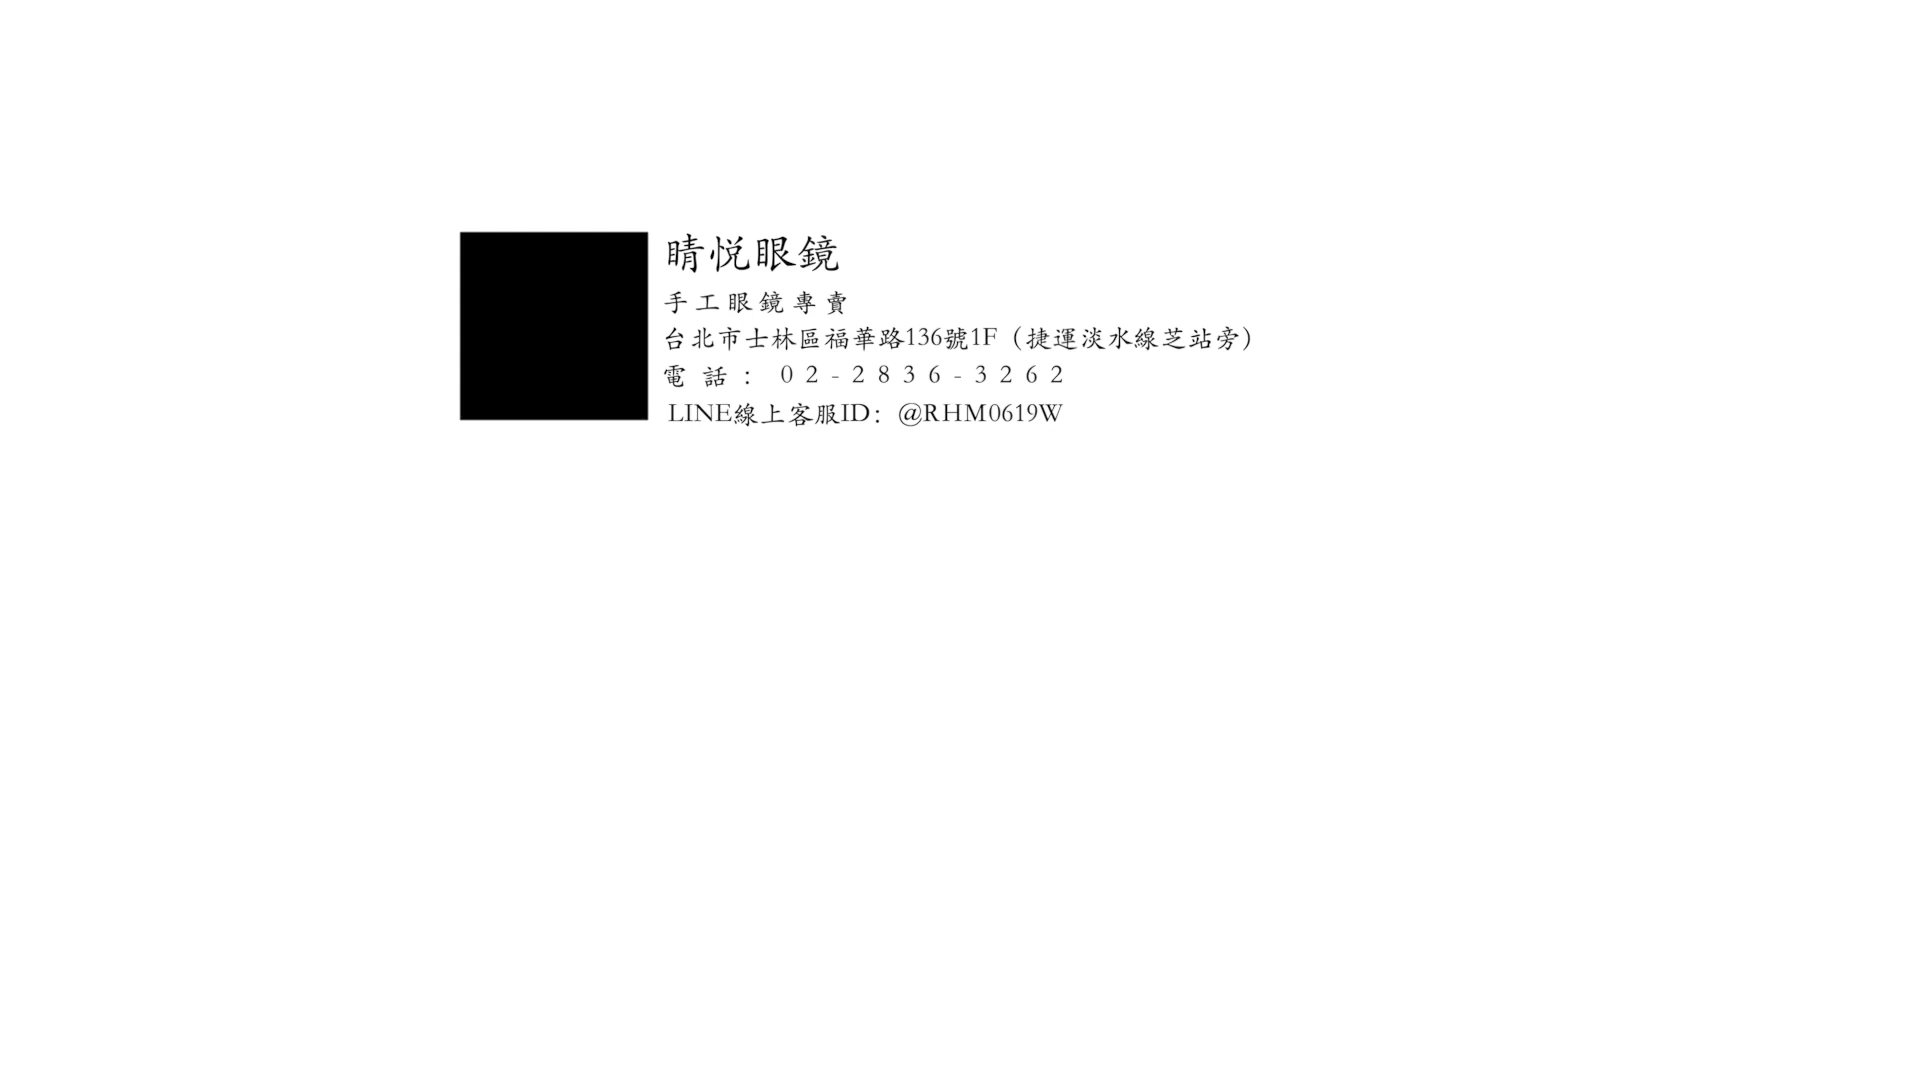 睛悦眼鏡
手工眼鏡專賣
台北市士林區福華路136號1F（捷運淡水線芝站旁）
電話： 02-2836-3262
LINE線上客服ID：@RHM0619W